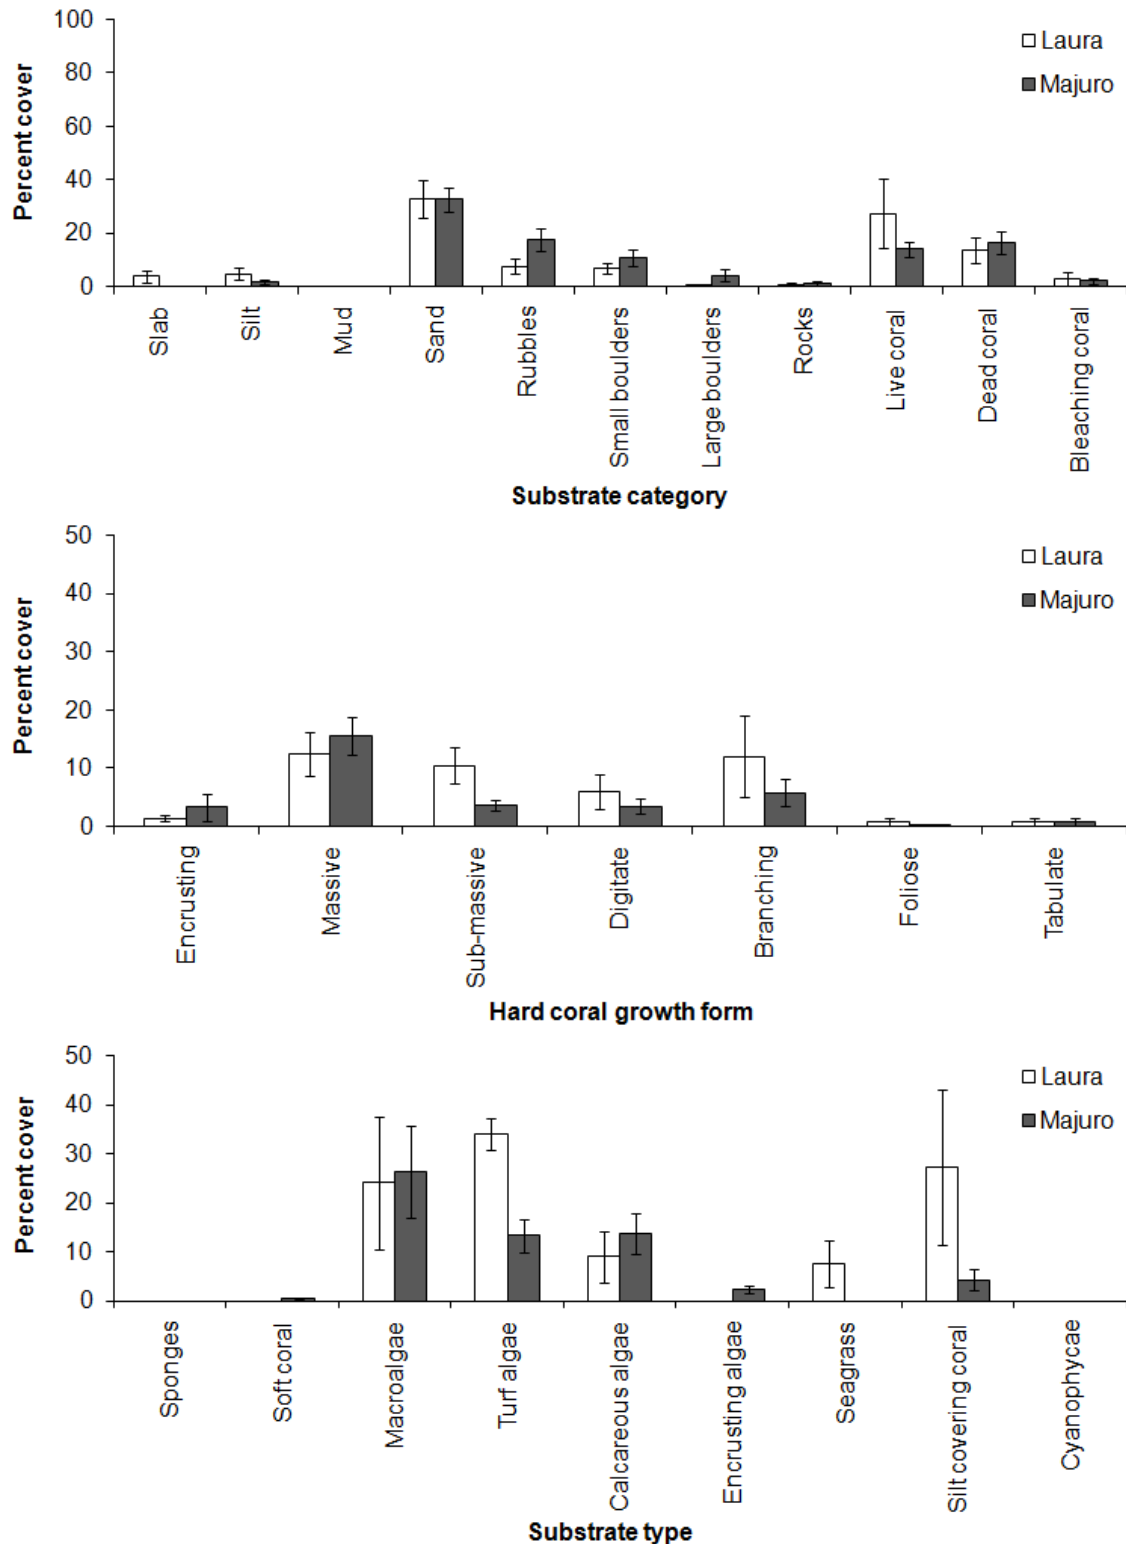 100
80
60
40
20
0
Percent cover
Laura
Majuro
Slab
Silt
Mud
Sand
Rubbles
Small boulders
Large boulders
Rocks
Live coral
Dead coral
Bleaching coral
Substrate category
50
40
30
20
10
0
Percent cover
Laura
Majuro
Encrusting
Massive
Sub-massive
Digitate
Branching
Foliose
Tabulate
Hard coral growth form
50
40
30
20
10
0
Percent cover
Laura
Majuro
Sponges
Soft coral
Macroalgae
Turf algae
Calcareous algae
Encrusting algae
Seagrass
Silt covering coral
Cyanophycae
Substrate type